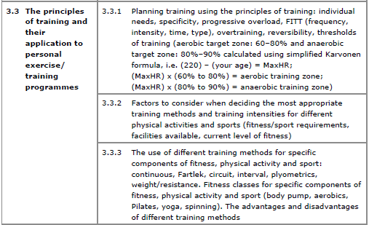 3.3 The principles
of training and
their
application to
personal
exercise/
training
programmes
3.3.1 Planning training using the principles of training: individual
needs, specificity, progressive overload, FITT (frequency,
intensity, time, type), overtraining, reversibility, thresholds
of training (aerobic target zone: 60–80% and anaerobic
target zone: 80%–90% calculated using simplified Karvonen
formula, i.e. (220) – (your age) = MaxHR;
(MaxHR) x (60% to 80%) = aerobic training zone;
(MaxHR) x (80% to 90%) = anaerobic training zone)
3.3.2 Factors to consider when deciding the most appropriate
training methods and training intensities for different
physical activities and sports (fitness/sport requirements,
facilities available, current level of fitness)
3.3.3 The use of different training methods for specific
components of fitness, physical activity and sport:
continuous, Fartlek, circuit, interval, plyometrics,
weight/resistance. Fitness classes for specific components of
fitness, physical activity and sport (body pump, aerobics,
Pilates, yoga, spinning). The advantages and disadvantages
of different training methods